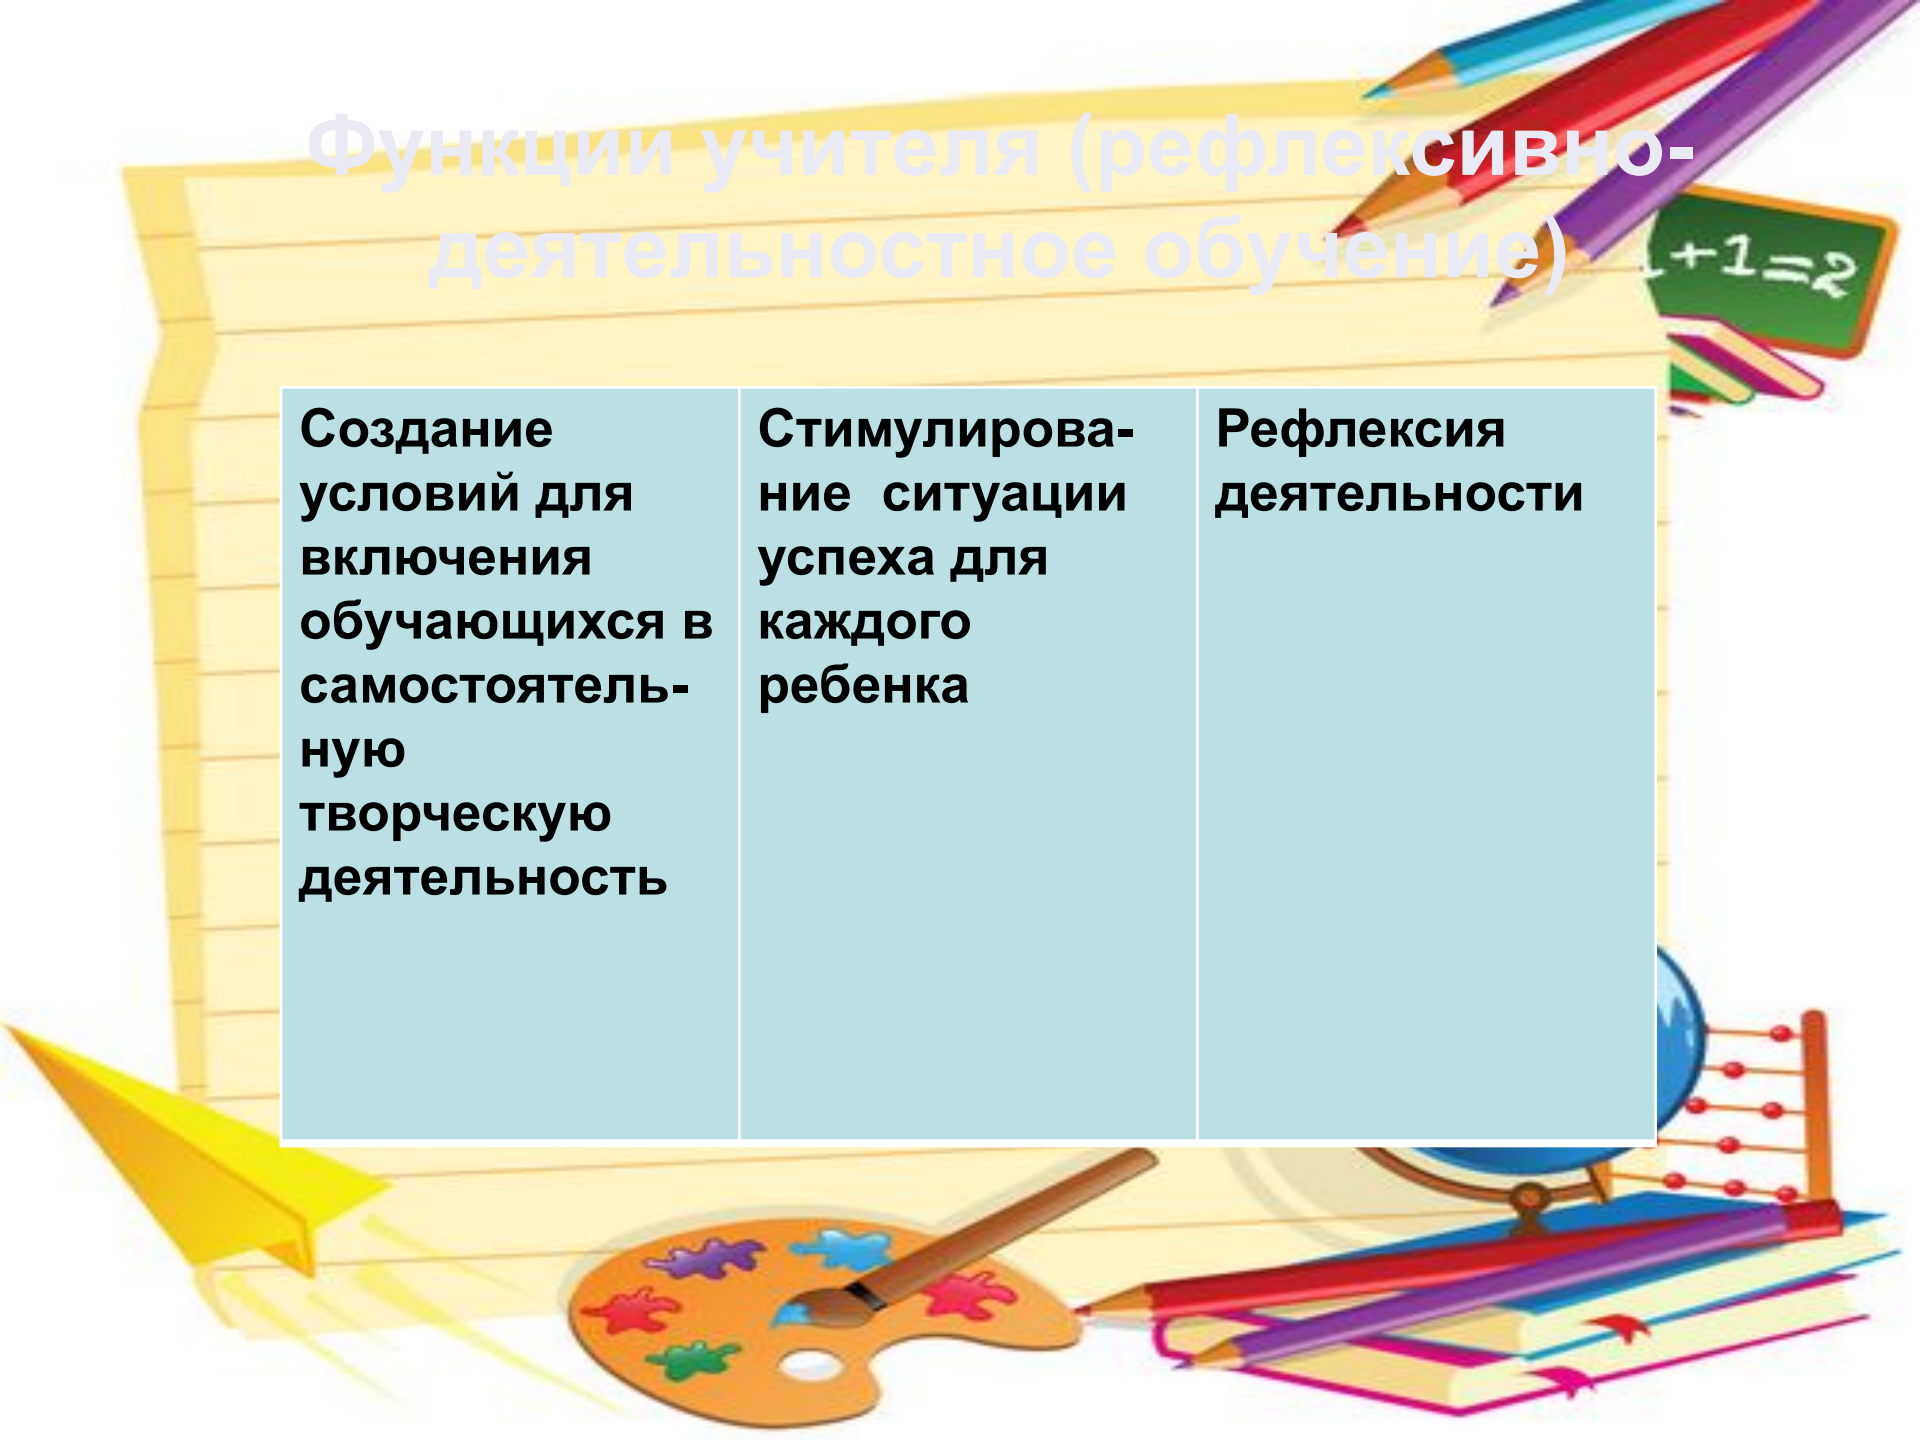 Функции учителя (рефлексивно-
деятельностное обучение)
+1=2
Создание
условий для
включения
обучающихся в
самостоятель-
ную
творческую
деятельность
Стимулирова-
ние  ситуации
успеха для
каждого
ребенка
Рефлексия
деятельности